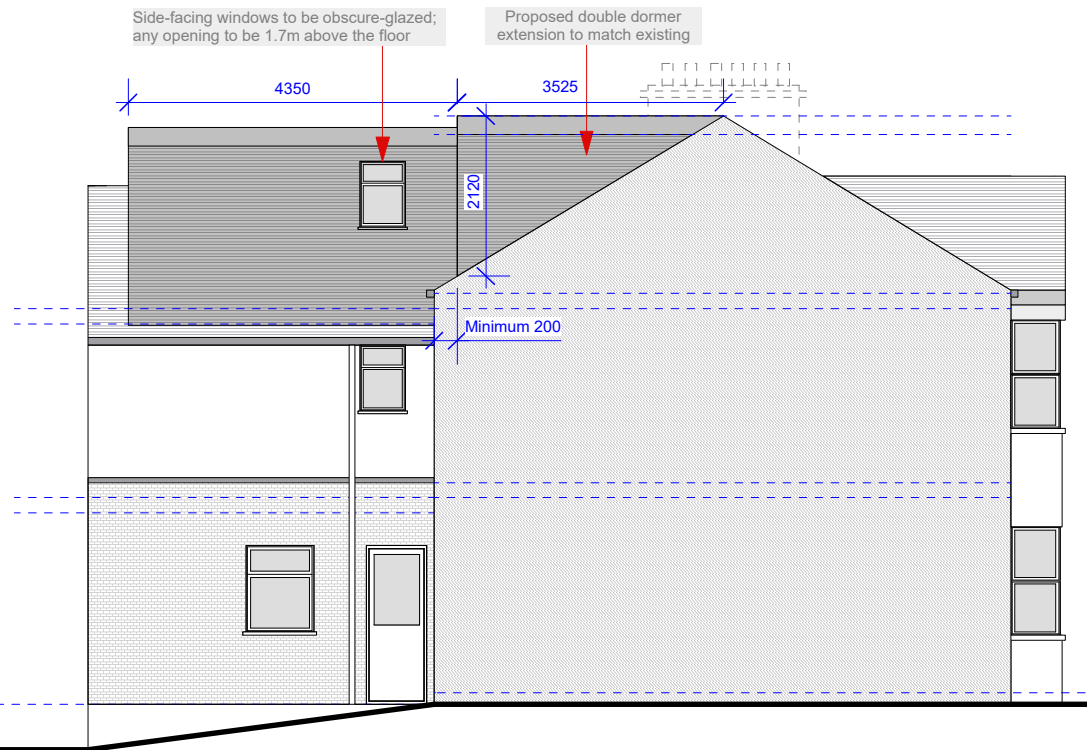 Side-facing windows to be obscure-glazed;
any opening to be 1.7m above the floor
Proposed double dormer
extension to match existing
4350
3525
2120
Minimum 200